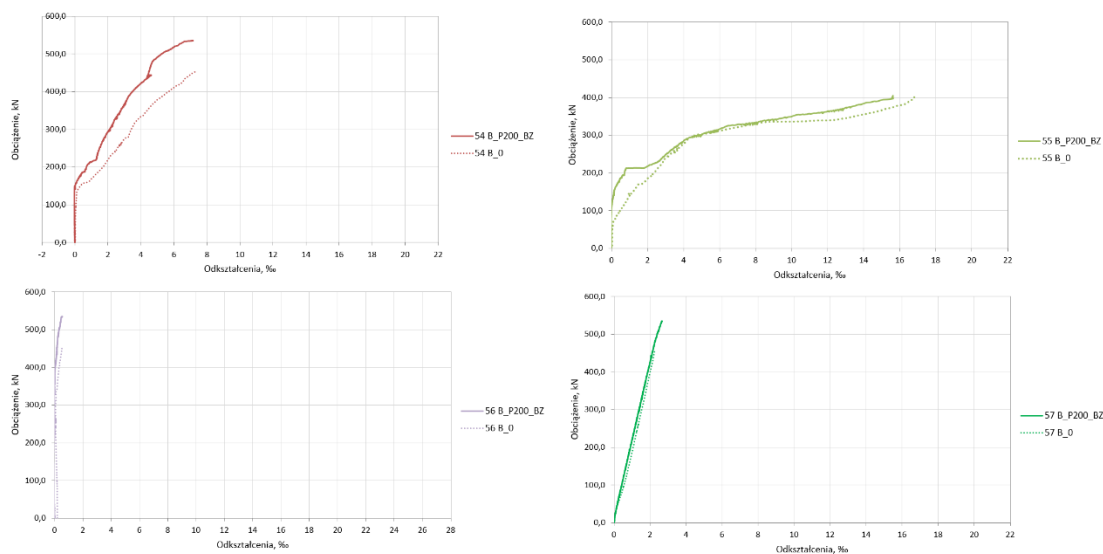 600,0
500,0
400,0
300,0
200,0
100,0
0,0
Obciążenie, kN
-2 0 2 4 6 8 10 12 14 16 18 20 22
Odkształcenia, ‰
54 B_P200_BZ
54 B_0
600,0
500,0
400,0
300,0
200,0
100,0
0,0
Obciążenie, kN
0 2 4 6 8 10 12 14 16 18 20 22
Odkształcenia, ‰
55 B_P200_BZ
55 B_0
600,0
500,0
400,0
300,0
200,0
100,0
0,0
Obciążenie, kN
0 2 4 6 8 10 12 14 16 18 20 22 24 26 28
Odkształcenia, ‰
56 B_P200_BZ
56 B_0
600,0
500,0
400,0
300,0
200,0
100,0
0,0
Obciążenie, kN
0 2 4 6 8 10 12 14 16 18 20 22
Odkształcenia, ‰
57 B_P200_BZ
57 B_0